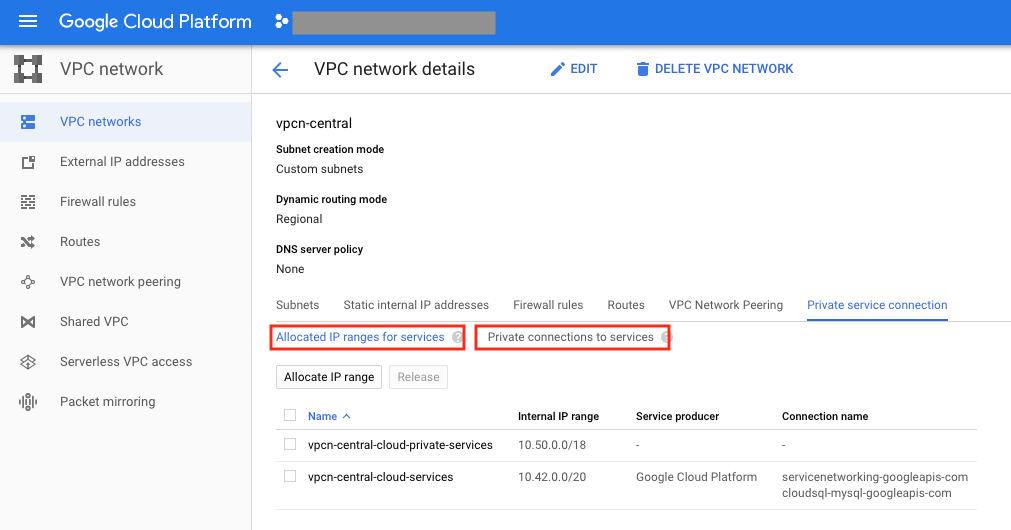 Google Cloud Platform
VPC network
VPC network details
EDIT
DELETE VPC NETWORK
VPC networks
External IP addresses
Firewall rules
Routes
VPC network peering
Shared VPC
Serverless VPC access
Packet mirroring
vpcn-central
Subnet creation mode
Custom subnets
Dynamic routing mode
Regional
DNS server policy
None
Subnets Static internal IP addresses Firewall rules Routes VPC Network Peering Private service connection
Allocated IP ranges for services ? Private connections to services ?
Allocate IP range Release
Name Internal IP range Service producer Connection name
vpcn-central-cloud-private-services 10.50.0.0/18 - -
vpcn-central-cloud-services 10.42.0.0/20 Google Cloud Platform servicenetworking-googleapis-com
cloudsql-mysql-googleapis-com